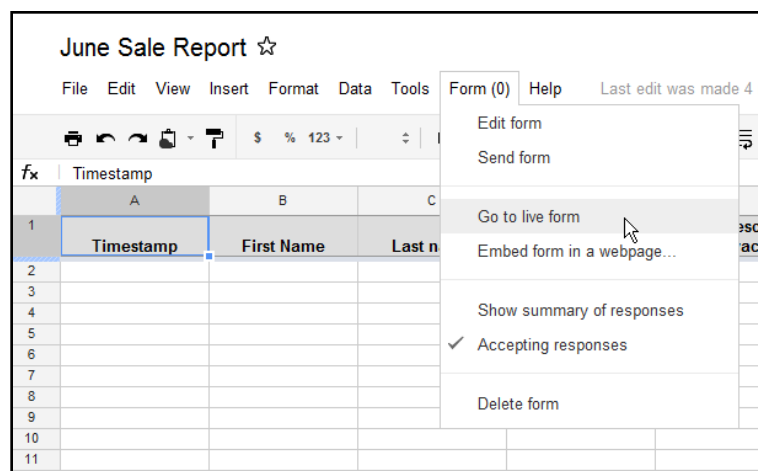 June Sale Report ☆
File Edit View Insert Format Data Tools Form (0) Help Last edit was made 4
$ % 123
fx Timestamp
A B C
1 Timestamp First Name Last n
2
3
4
5
6
7
8
9
10
11
Edit form
Send form
Go to live form
Embed form in a webpage...
Show summary of responses
✓ Accepting responses
Delete form